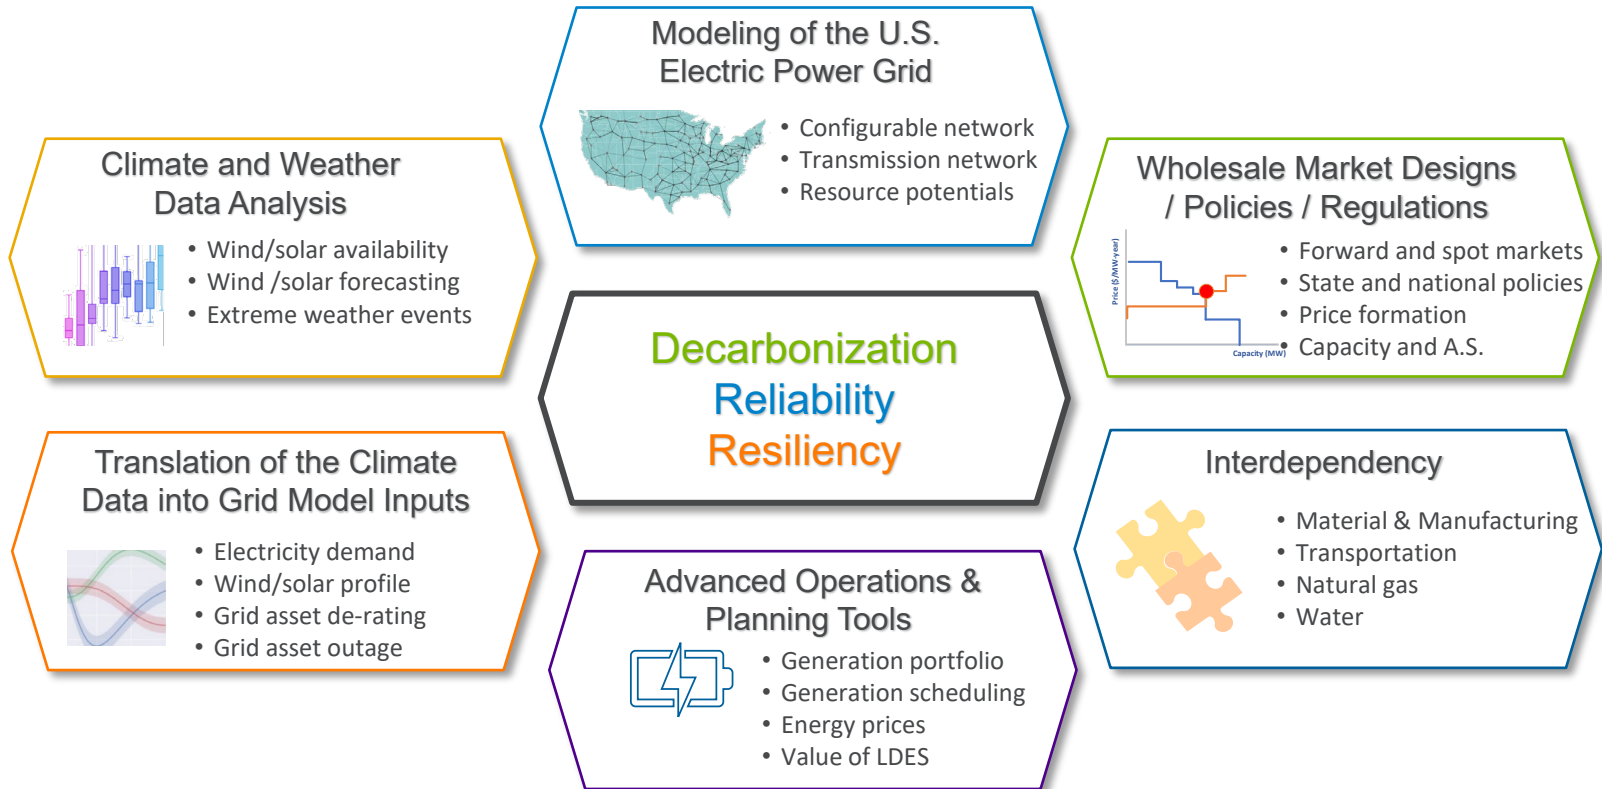 Modeling of the U.S.
Electric Power Grid
• Configurable network
• Transmission network
• Resource potentials
Climate and Weather
Data Analysis
• Wind/solar availability
• Wind /solar forecasting
• Extreme weather events
Wholesale Market Designs
/ Policies / Regulations
Price ($/MW-year)
Capacity (MW)
• Forward and spot markets
• State and national policies
• Price formation
• Capacity and A.S.
Decarbonization
Reliability
Resiliency
Translation of the Climate
Data into Grid Model Inputs
• Electricity demand
• Wind/solar profile
• Grid asset de-rating
• Grid asset outage
Advanced Operations &
Planning Tools
• Generation portfolio
• Generation scheduling
• Energy prices
• Value of LDES
Interdependency
• Material & Manufacturing
• Transportation
• Natural gas
• Water